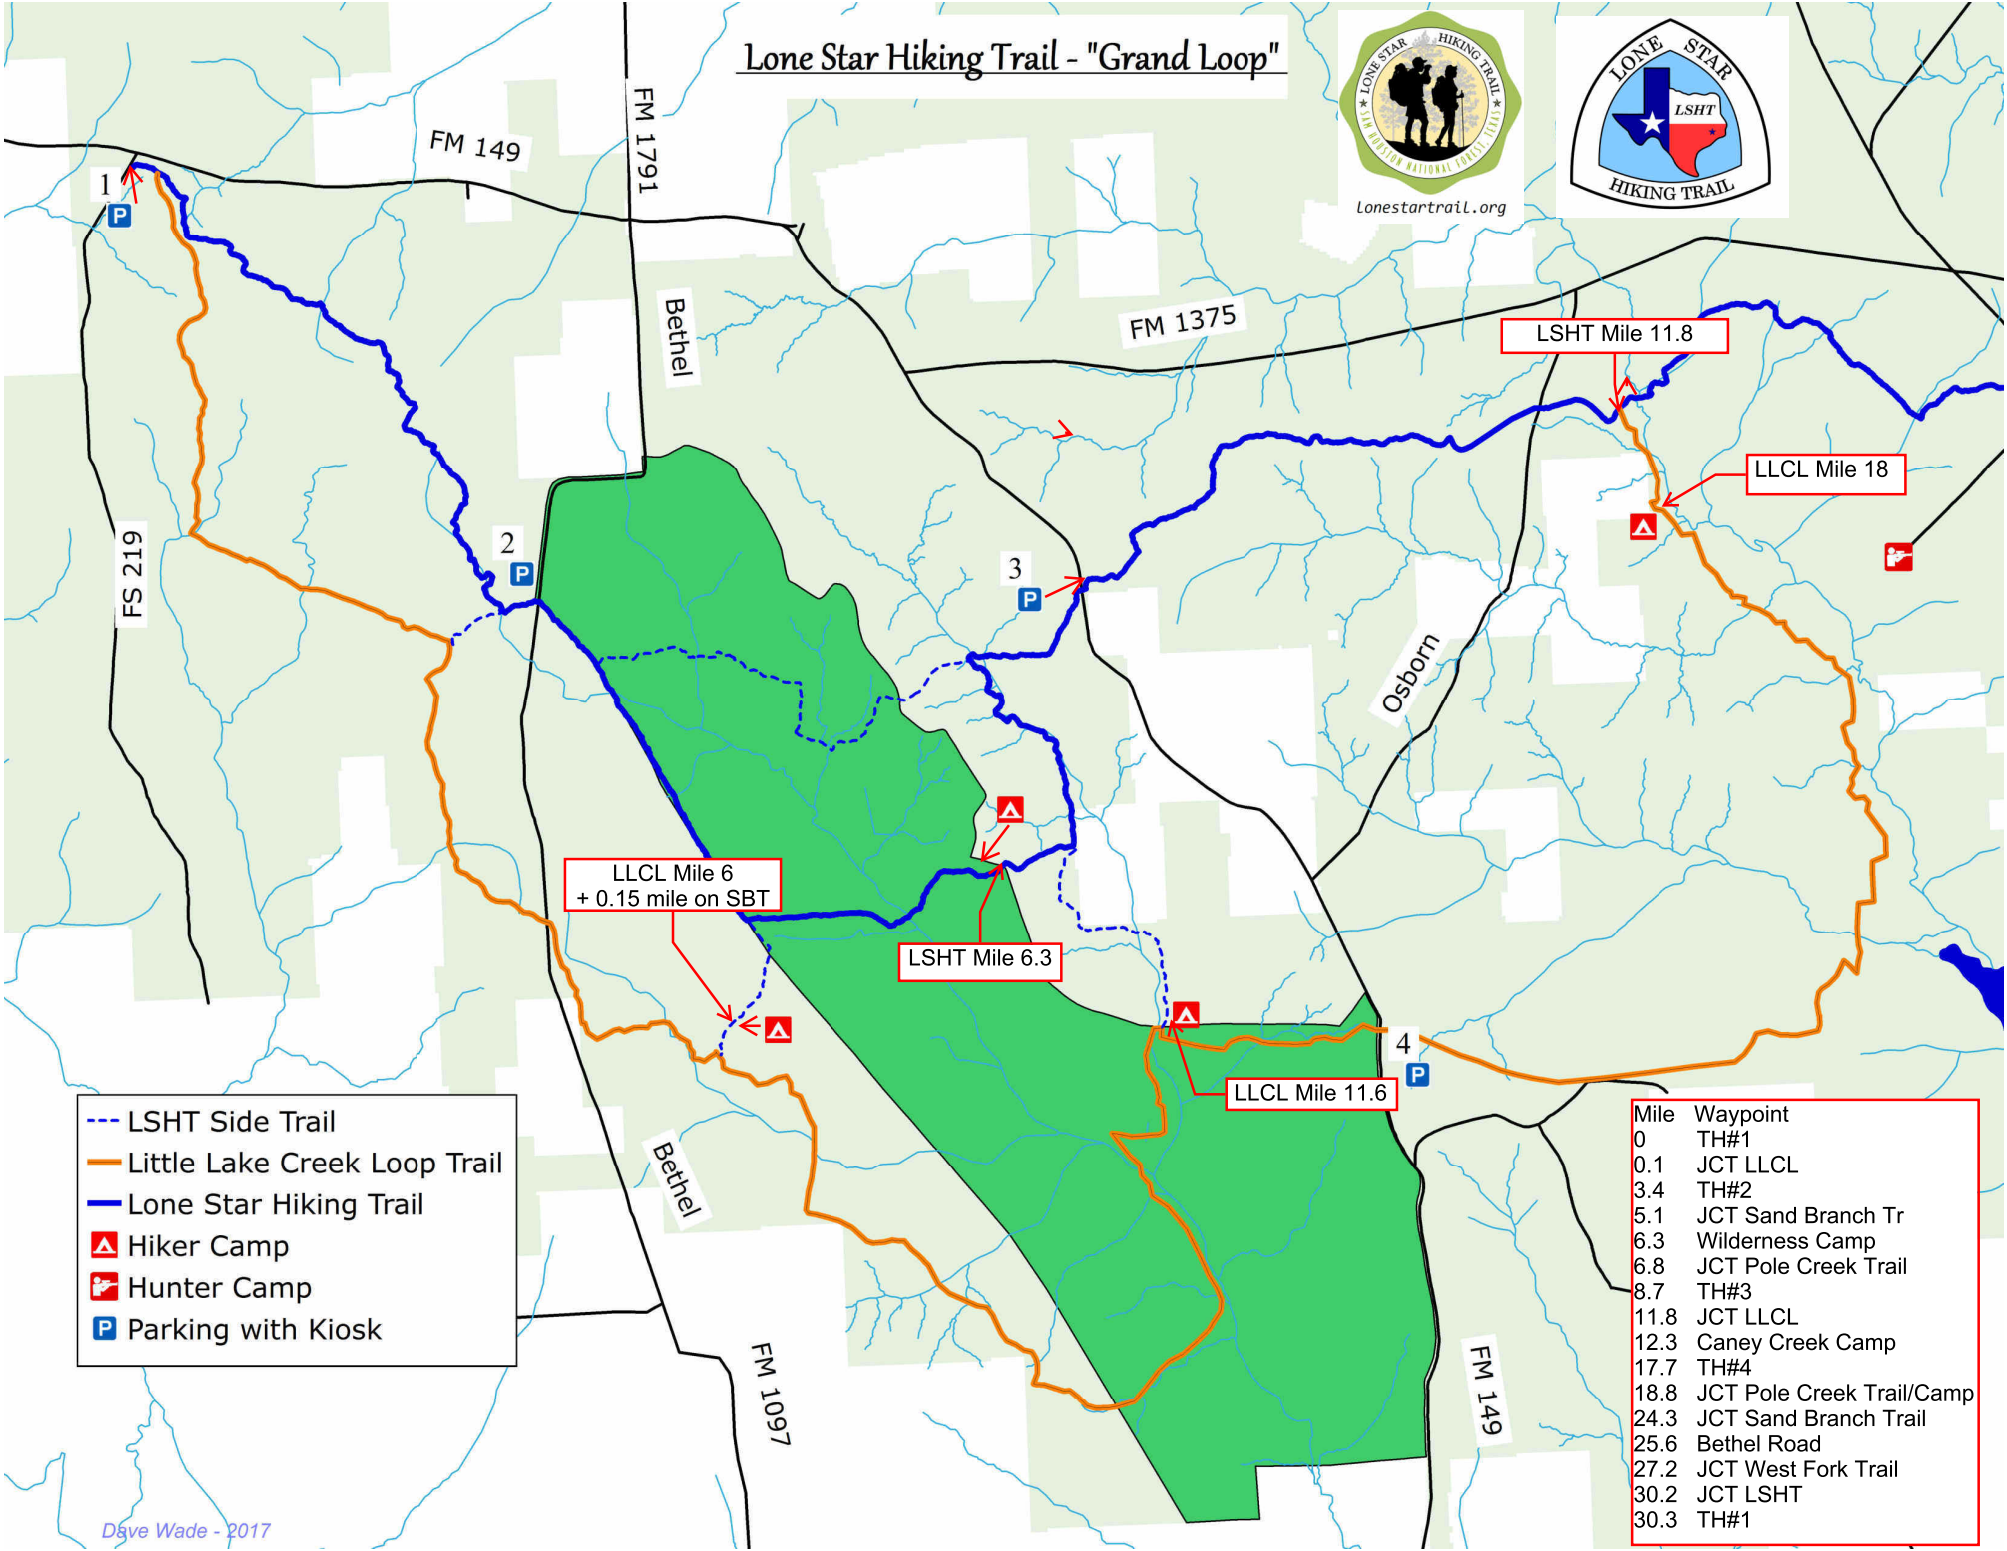 Lone Star Hiking Trail - "Grand Loop"
LONE STAR HIKING TRAIL
SAM HOUSTON NATIONAL FOREST, TEXAS
lonestartrail.org
LONE STAR
LSHT
HIKING TRAIL
FM 149
FM 1791
1
P
Bethel
FM 1375
LSHT Mile 11.8
LLCL Mile 18
FS 219
2
P
3
P
Osborn
LLCL Mile 6
+ 0.15 mile on SBT
LSHT Mile 6.3
4
P
LLCL Mile 11.6
Bethel
FM 1097
FM 149
LSHT Side Trail
Little Lake Creek Loop Trail
Lone Star Hiking Trail
Hiker Camp
Hunter Camp
P Parking with Kiosk
Mile Waypoint
0 TH#1
0.1 JCT LLCL
3.4 TH#2
5.1 JCT Sand Branch Tr
6.3 Wilderness Camp
6.8 JCT Pole Creek Trail
8.7 TH#3
11.8 JCT LLCL
12.3 Caney Creek Camp
17.7 TH#4
18.8 JCT Pole Creek Trail/Camp
24.3 JCT Sand Branch Trail
25.6 Bethel Road
27.2 JCT West Fork Trail
30.2 JCT LSHT
30.3 TH#1
Dave Wade - 2017